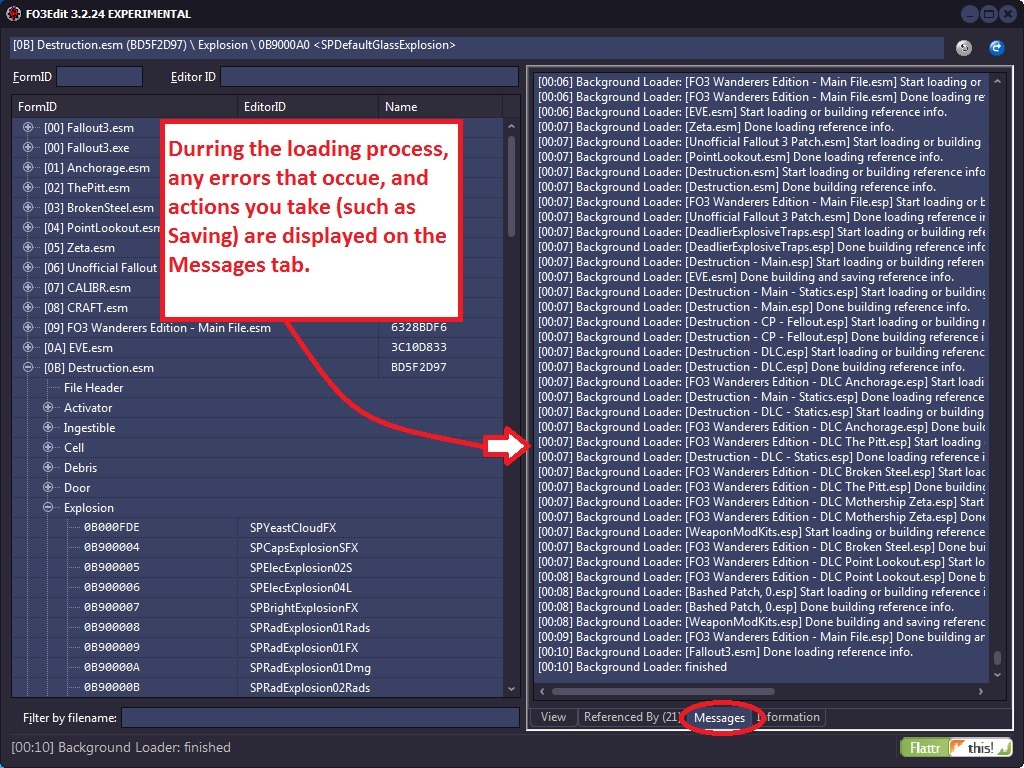 FO3Edit 3.2.24 EXPERIMENTAL
[0B] Destruction.esm (BD5F2D97) \ Explosion \ 0B9000A0 <SPDefaultGlassExplosion>
FormID
Editor ID
FormID EditorID Name
[00] Fallout3.esm
[00] Fallout3.exe
[01] Anchorage.esm
[02] ThePitt.esm
[03] BrokenSteel.esm
[04] PointLookout.esm
[05] Zeta.esm
[06] Unofficial Fallout
[07] CALIBR.esm
[08] CRAFT.esm
[09] FO3 Wanderers Edition - Main File.esm 6328BDF6
[0A] EVE.esm 3C10D833
[0B] Destruction.esm BD5F2D97
File Header
Activator
Ingestible
Cell
Debris
Door
Explosion
0B000FDE SPYeastCloudFX
0B900004 SPCapsExplosionSFX
0B900005 SPElecExplosion02S
0B900006 SPElecExplosion04L
0B900007 SPBrightExplosionFX
0B900008 SPRadExplosion01Rads
0B900009 SPRadExplosion01FX
0B90000A SPRadExplosion01Dmg
0B90000B SPRadExplosion02Rads
Filter by filename:
[00:10] Background Loader: finished
Durring the loading process,
any errors that occue, and
actions you take (such as
Saving) are displayed on the
Messages tab.
[00:06] Background Loader: [FO3 Wanderers Edition - Main File.esm] Start loading or
[00:06] Background Loader: [FO3 Wanderers Edition - Main File.esm] Done loading re
[00:06] Background Loader: [EVE.esm] Start loading or building reference info.
[00:07] Background Loader: [Zeta.esm] Done loading reference info.
[00:07] Background Loader: [Unofficial Fallout 3 Patch.esm] Start loading or building
[00:07] Background Loader: [PointLookout.esm] Done loading reference info.
[00:07] Background Loader: [Destruction.esm] Start loading or building reference info
[00:07] Background Loader: [Destruction.esm] Done building reference info.
[00:07] Background Loader: [FO3 Wanderers Edition - Main File.esp] Start loading or b
[00:07] Background Loader: [Unofficial Fallout 3 Patch.esm] Done loading reference i
[00:07] Background Loader: [DeadlierExplosiveTraps.esp] Start loading or building ref
[00:07] Background Loader: [Destruction - Main.esp] Start loading or building referen
[00:07] Background Loader: [EVE.esm] Done building and saving reference info.
[00:07] Background Loader: [Destruction - Main - Statics.esp] Start loading or building
[00:07] Background Loader: [Destruction - Main.esp] Done building reference info.
[00:07] Background Loader: [Destruction - CP - Fellout.esp] Start loading or building r
[00:07] Background Loader: [Destruction - CP - Fellout.esp] Done building reference i
[00:07] Background Loader: [Destruction - DLC.esp] Start loading or building referenc
[00:07] Background Loader: [Destruction - DLC.esp] Done building reference info.
[00:07] Background Loader: [FO3 Wanderers Edition - DLC Anchorage.esp] Start loadi
[00:07] Background Loader: [Destruction - Main - Statics.esp] Done loading reference
[00:07] Background Loader: [Destruction - DLC - Statics.esp] Start loading or building
[00:07] Background Loader: [FO3 Wanderers Edition - DLC Anchorage.esp] Done buil
[00:07] Background Loader: [FO3 Wanderers Edition - DLC The Pitt.esp] Start loading
[00:07] Background Loader: [Destruction - DLC - Statics.esp] Done loading reference i
[00:07] Background Loader: [FO3 Wanderers Edition - DLC Broken Steel.esp] Start loac
[00:07] Background Loader: [FO3 Wanderers Edition - DLC The Pitt.esp] Done building
[00:07] Background Loader: [FO3 Wanderers Edition - DLC Mothership Zeta.esp] Start
[00:07] Background Loader: [FO3 Wanderers Edition - DLC Mothership Zeta.esp] Done
[00:07] Background Loader: [WeaponModKits.esp] Start loading or building reference
[00:07] Background Loader: [FO3 Wanderers Edition - DLC Broken Steel.esp] Done bui
[00:07] Background Loader: [FO3 Wanderers Edition - DLC Point Lookout.esp] Start lo
[00:08] Background Loader: [FO3 Wanderers Edition - DLC Point Lookout.esp] Done b
[00:08] Background Loader: [Bashed Patch, 0.esp] Start loading or building reference i
[00:08] Background Loader: [Bashed Patch, 0.esp] Done building reference info.
[00:08] Background Loader: [WeaponModKits.esp] Done building and saving referenc
[00:09] Background Loader: [FO3 Wanderers Edition - Main File.esp] Done building an
[00:10] Background Loader: [Fallout3.esm] Done loading reference info.
[00:10] Background Loader: finished
View Referenced By (21) Messages Information
Flattr this!